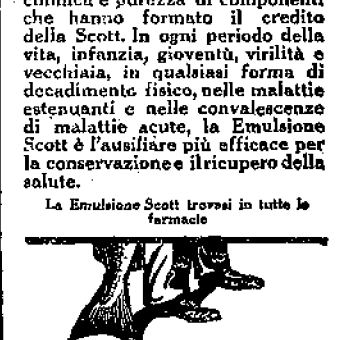 purezza di componenti
che hanno formato il credito
della Scott. In ogni periodo della
vita, infanzia, gioventù, virilità e
vecchiaia, in qualsiasi forma di
decadimento fisico, nelle malattie
estenuanti e nelle convalescenze
di malattie acute, la Emulsione
Scott è l'ausiliare più efficace per
la conservazione e il ricupero della
salute.
La Emulsione Scott trovasi in tutte le
farmacie